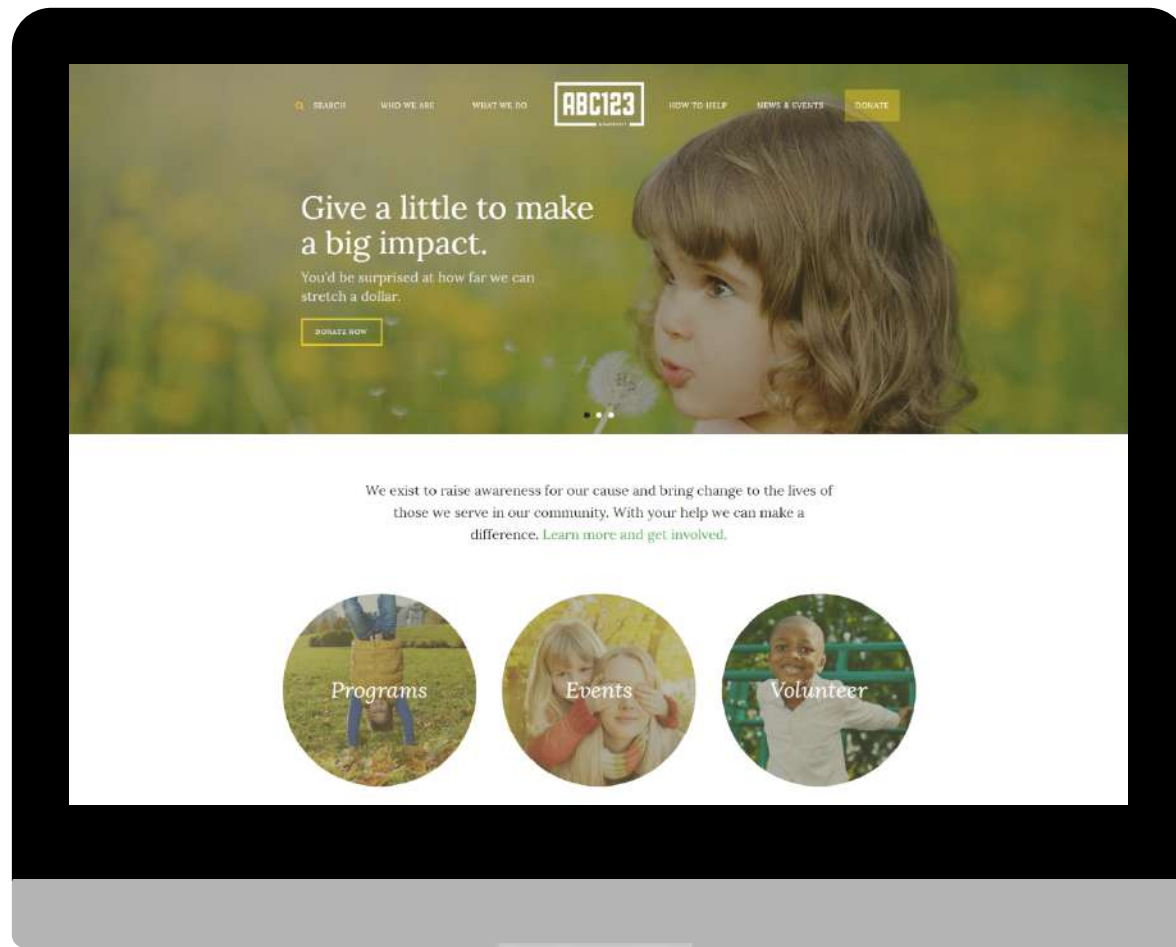 SEARCH
WHO WE ARE
WHAT WE DO
ABC123
HOW TO HELP
NEWS & EVENTS
DONATE
Give a little to make
a big impact.
You'd be surprised at how far we can
stretch a dollar.
DONATE NOW
We exist to raise awareness for our cause and bring change to the lives of
those we serve in our community. With your help we can make a
difference. Learn more and get involved.
Programs
Events
Volunteer